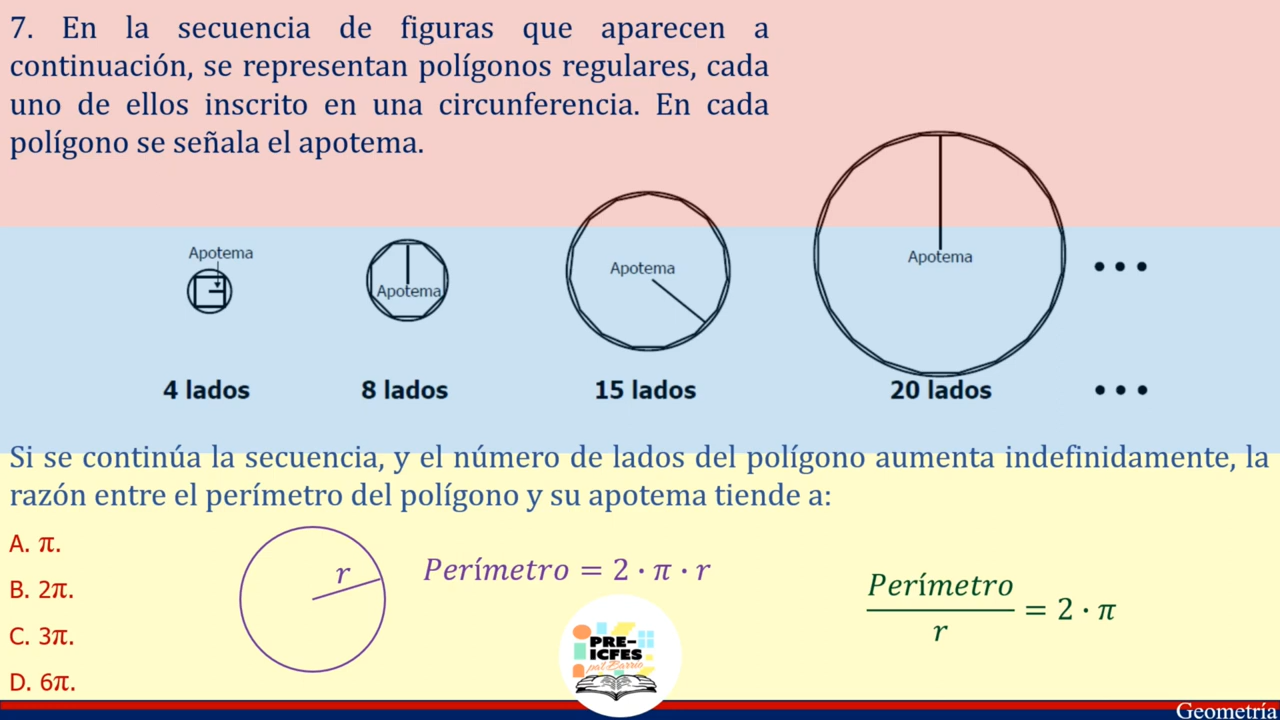 7. En la secuencia de figuras que aparecen a
continuación, se representan polígonos regulares, cada
uno de ellos inscrito en una circunferencia. En cada
polígono se señala el apotema.
Apotema
Apotema
Apotema
Apotema
4 lados
8 lados
15 lados
20 lados
Si se continúa la secuencia, y el número de lados del polígono aumenta indefinidamente, la
razón entre el perímetro del polígono y su apotema tiende a:
A. π.
B. 2π.
C. 3π.
D. 6π.
r
Perímetro = 2 · π · r
Perímetro
r
= 2 · π
PRE-
ICFES
pal Barrio
Geometría